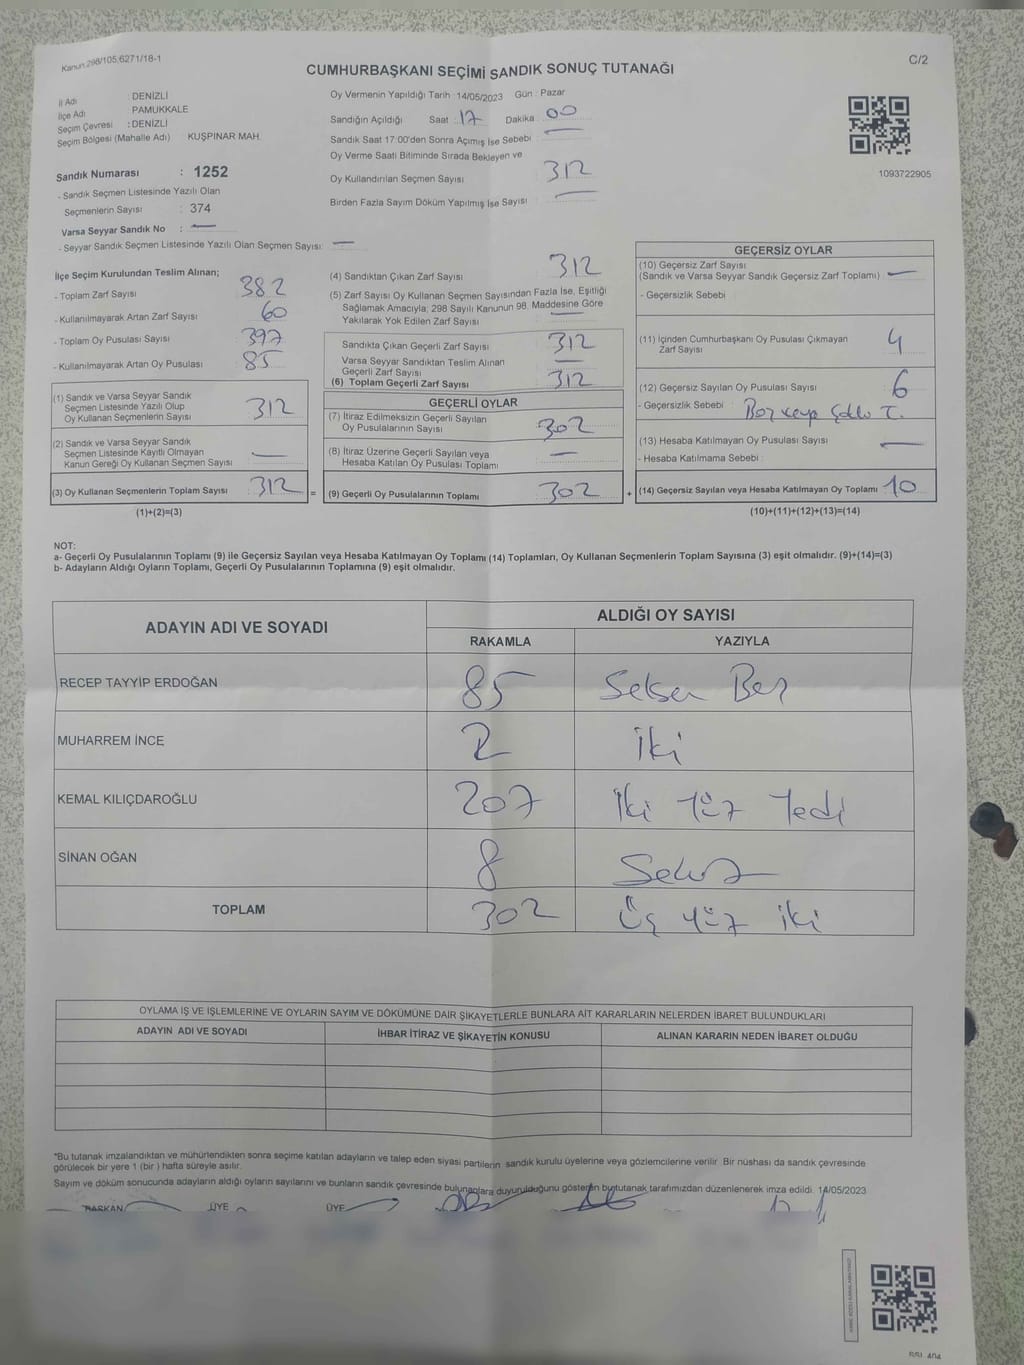 Kanun:298/105,6271/18-1
C/2
CUMHURBAŞKANI SEÇİMİ SANDIK SONUÇ TUTANAĞI
İl Adı : DENİZLİ
İlçe Adı : PAMUKKALE
Seçim Çevresi : DENİZLİ
Seçim Bölgesi (Mahalle Adı) KUŞPINAR MAH.
Oy Vermenin Yapıldığı Tarih : 14/05/2023 Gün : Pazar
Sandığın Açıldığı Saat : 17 Dakika : 00
Sandık Saat 17:00'den Sonra Açımış İse Sebebi : —
Oy Verme Saati Bitiminde Sırada Bekleyen ve
Oy Kullandırılan Seçmen Sayısı : 312
Birden Fazla Sayım Döküm Yapılmış İse Sayısı : —
1093722905
Sandık Numarası : 1252
- Sandık Seçmen Listesinde Yazılı Olan
Seçmenlerin Sayısı : 374
Varsa Seyyar Sandık No : —
- Seyyar Sandık Seçmen Listesinde Yazılı Olan Seçmen Sayısı: —
İlçe Seçim Kurulundan Teslim Alınan;
- Toplam Zarf Sayısı 382
- Kullanılmayarak Artan Zarf Sayısı : 60
- Toplam Oy Pusulası Sayısı : 397
- Kullanılmayarak Artan Oy Pusulası : 85
(1) Sandık ve Varsa Seyyar Sandık
Seçmen Listesinde Yazılı Olup
Oy Kullanan Seçmenlerin Sayısı 312
(2) Sandık ve Varsa Seyyar Sandık
Seçmen Listesinde Kayıtlı Olmayan
Kanun Gereği Oy Kullanan Seçmen Sayısı —
(3) Oy Kullanan Seçmenlerin Toplam Sayısı 312 =
(1)+(2)=(3)
(4) Sandıktan Çıkan Zarf Sayısı 312
(5) Zarf Sayısı Oy Kullanan Seçmen Sayısından Fazla İse, Eşitliği
Sağlamak Amacıyla; 298 Sayılı Kanunun 98. Maddesine Göre
Yakılarak Yok Edilen Zarf Sayısı : —
Sandıkta Çıkan Geçerli Zarf Sayısı 312
Varsa Seyyar Sandıktan Teslim Alınan
Geçerli Zarf Sayısı —
(6) Toplam Geçerli Zarf Sayısı 312
GEÇERLİ OYLAR
(7) İtiraz Edilmeksizin Geçerli Sayılan
Oy Pusulalarının Sayısı 302
(8) İtiraz Üzerine Geçerli Sayılan veya
Hesaba Katılan Oy Pusulası Toplamı —
(9) Geçerli Oy Pusulalarının Toplamı 302 +
GEÇERSİZ OYLAR
(10) Geçersiz Zarf Sayısı
(Sandık ve Varsa Seyyar Sandık Geçersiz Zarf Toplamı) —
- Geçersizlik Sebebi :
(11) İçinden Cumhurbaşkanı Oy Pusulası Çıkmayan
Zarf Sayısı 4
(12) Geçersiz Sayılan Oy Pusulası Sayısı 6
- Geçersizlik Sebebi : T.
(13) Hesaba Katılmayan Oy Pusulası Sayısı —
- Hesaba Katılmama Sebebi :
(14) Geçersiz Sayılan veya Hesaba Katılmayan Oy Toplamı 10
(10)+(11)+(12)+(13)=(14)
NOT:
a- Geçerli Oy Pusulalarının Toplamı (9) ile Geçersiz Sayılan veya Hesaba Katılmayan Oy Toplamı (14) Toplamları, Oy Kullanan Seçmenlerin Toplam Sayısına (3) eşit olmalıdır. (9)+(14)=(3)
b- Adayların Aldığı Oyların Toplamı, Geçerli Oy Pusulalarının Toplamına (9) eşit olmalıdır.
ADAYIN ADI VE SOYADI
ALDIĞI OY SAYISI
RAKAMLA YAZIYLA
RECEP TAYYİP ERDOĞAN 85 Seksen Beş
MUHARREM İNCE 2 İki
KEMAL KILIÇDAROĞLU 207 İki Yüz Yedi
SİNAN OĞAN 8 Sekiz
TOPLAM 302 Üç Yüz iki
OYLAMA İŞ VE İŞLEMLERİNE VE OYLARIN SAYIM VE DÖKÜMÜNE DAİR ŞİKAYETLERLE BUNLARA AİT KARARLARIN NELERDEN İBARET BULUNDUKLARI
ADAYIN ADI VE SOYADI İHBAR İTİRAZ VE ŞİKAYETİN KONUSU ALINAN KARARIN NEDEN İBARET OLDUĞU
*Bu tutanak imzalandıktan ve mühürlendikten sonra seçime katılan adayların ve talep eden siyasi partilerin sandık kurulu üyelerine veya gözlemcilerine verilir. Bir nüshası da sandık çevresinde
görülecek bir yere 1 (bir ) hafta süreyle asılır.
Sayım ve döküm sonucunda adayların aldığı oyların sayılarını ve bunların sandık çevresinde bulunanlara duyurulduğunu gösteren bu tutanak tarafımızdan düzenlenerek imza edildi. 14/05/2023
BAŞKAN ÜYE ÜYE